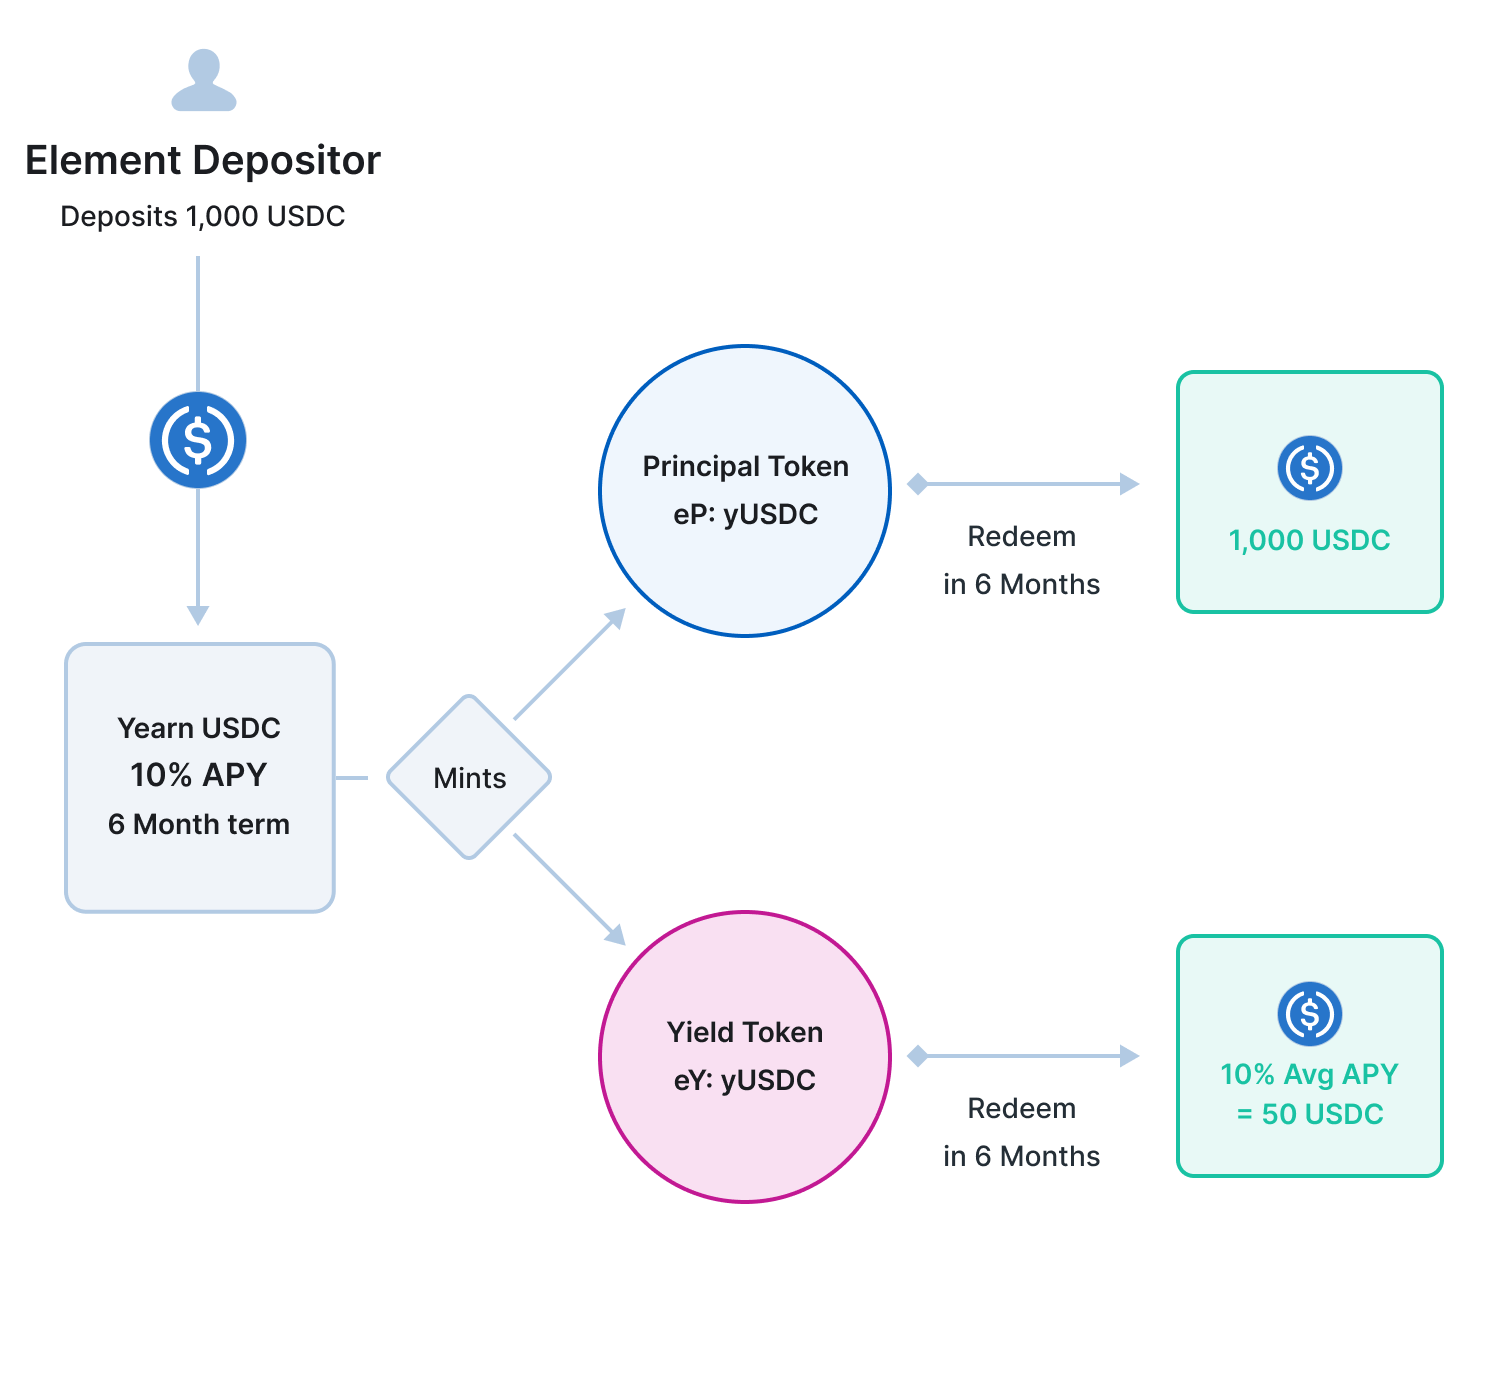 Element Depositor
Deposits 1,000 USDC
Yearn USDC
10% APY
6 Month term
Mints
Principal Token
eP: yUSDC
Redeem
in 6 Months
1,000 USDC
Yield Token
eY: yUSDC
Redeem
in 6 Months
10% Avg APY
= 50 USDC